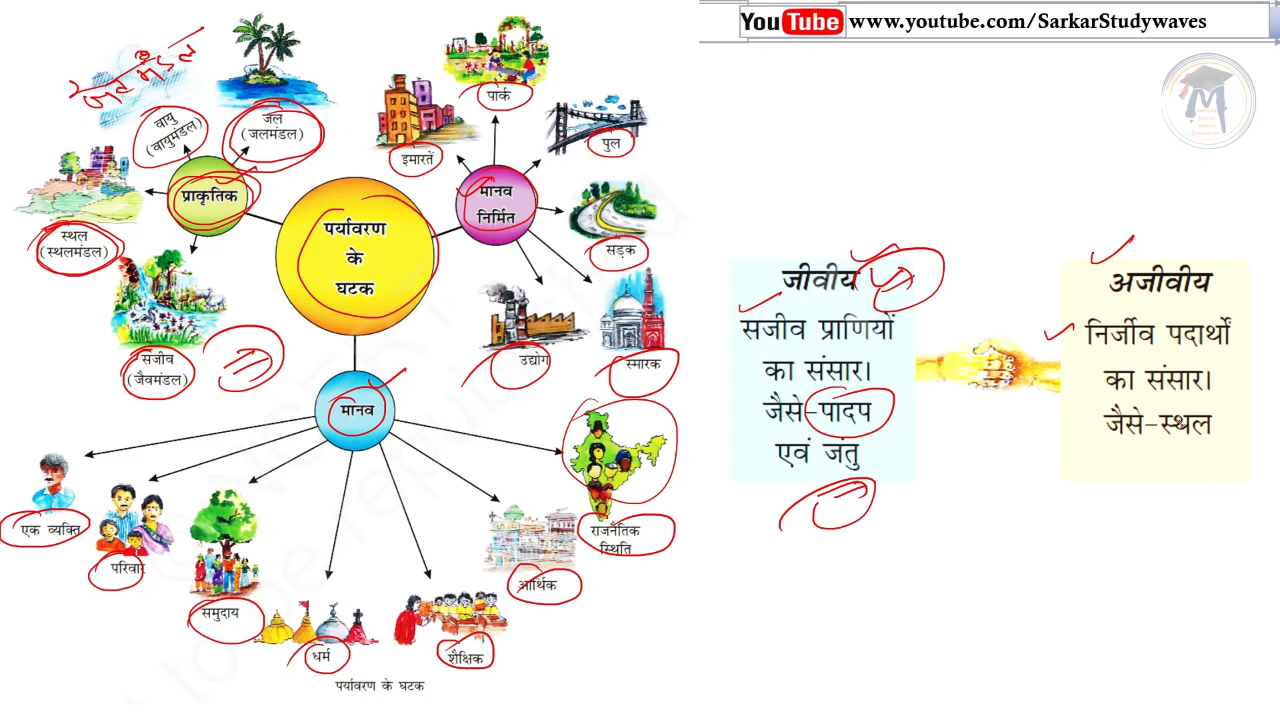 YouTube www.youtube.com/SarkarStudywaves
पार्क
वायु
(वायुमंडल)
जल
(जलमंडल)
इमारतें
पुल
प्राकृतिक
मानव
निर्मित
स्थल
(स्थलमंडल)
पर्यावरण
के
घटक
सड़क
सजीव
(जैवमंडल)
उद्योग
स्मारक
मानव
एक व्यक्ति
परिवार
समुदाय
धर्म
शैक्षिक
आर्थिक
राजनैतिक
स्थिति
पर्यावरण के घटक
जीवीय
सजीव प्राणियों
का संसार।
जैसे-पादप
एवं जंतु
अजीवीय
निर्जीव पदार्थों
का संसार।
जैसे-स्थल